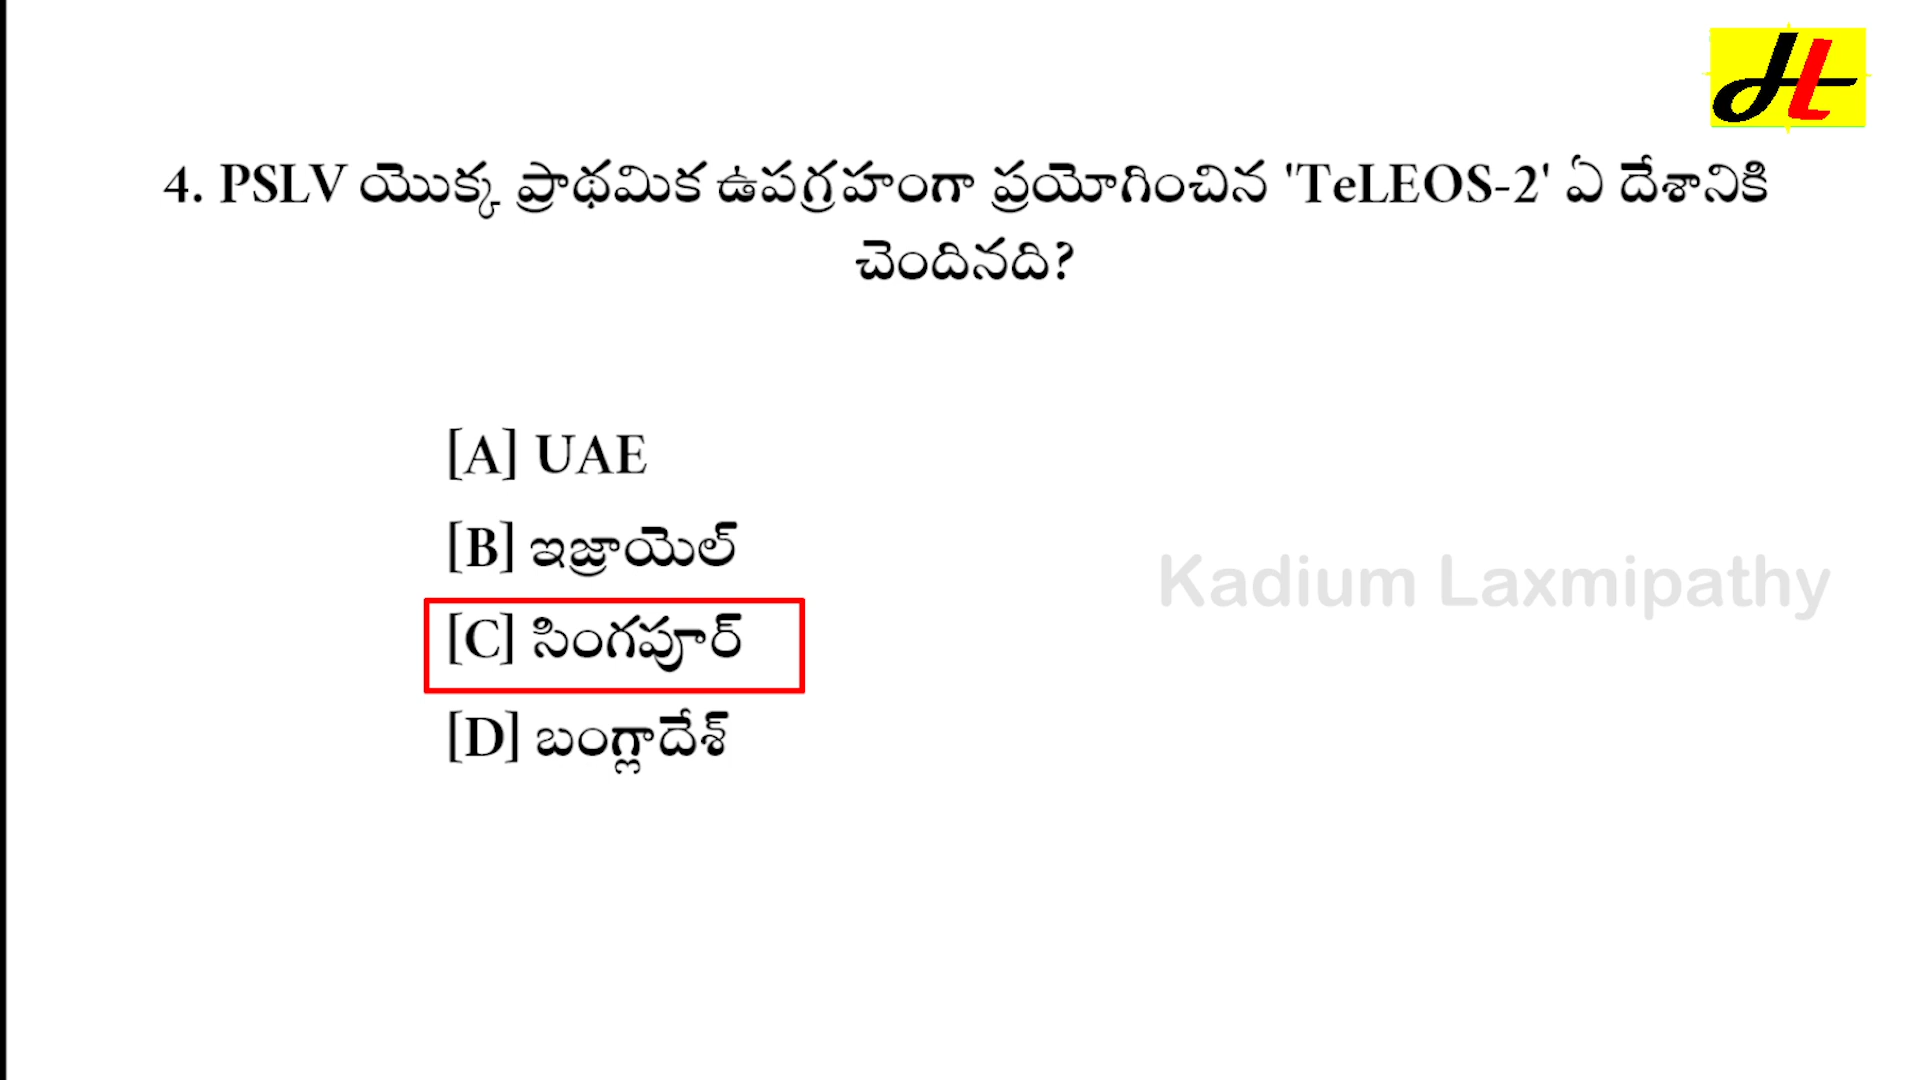 4. PSLV యొక్క ప్రాథమిక ఉపగ్రహంగా ప్రయోగించిన 'TeLEOS-2' ఏ దేశానికి
చెందినది?
[A] UAE
[B] ఇజ్రాయెల్
Kadium Laxmipathy
[C] సింగపూర్
[D] బంగ్లాదేశ్